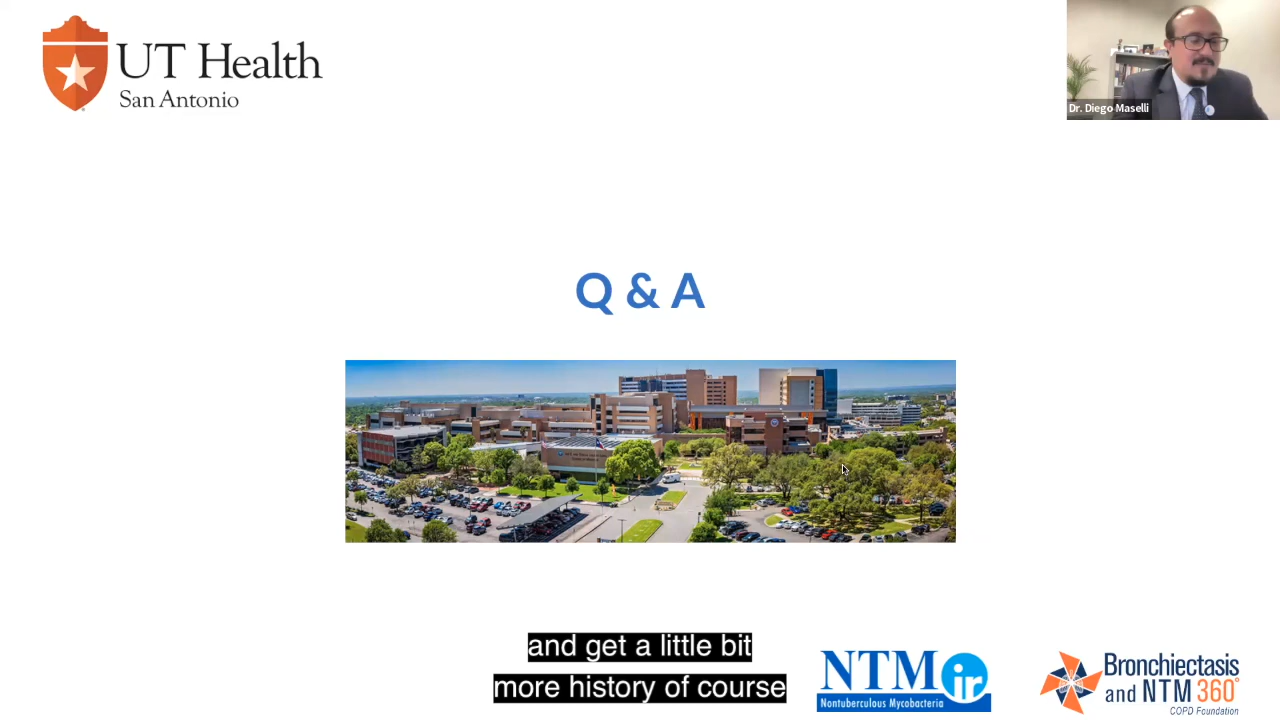 UT Health
San Antonio
Dr. Diego Maselli
Q & A
and get a little bit
more history of course
NTMir
Nontuberculous Mycobacteria
Bronchiectasis
and NTM 360°
COPD Foundation